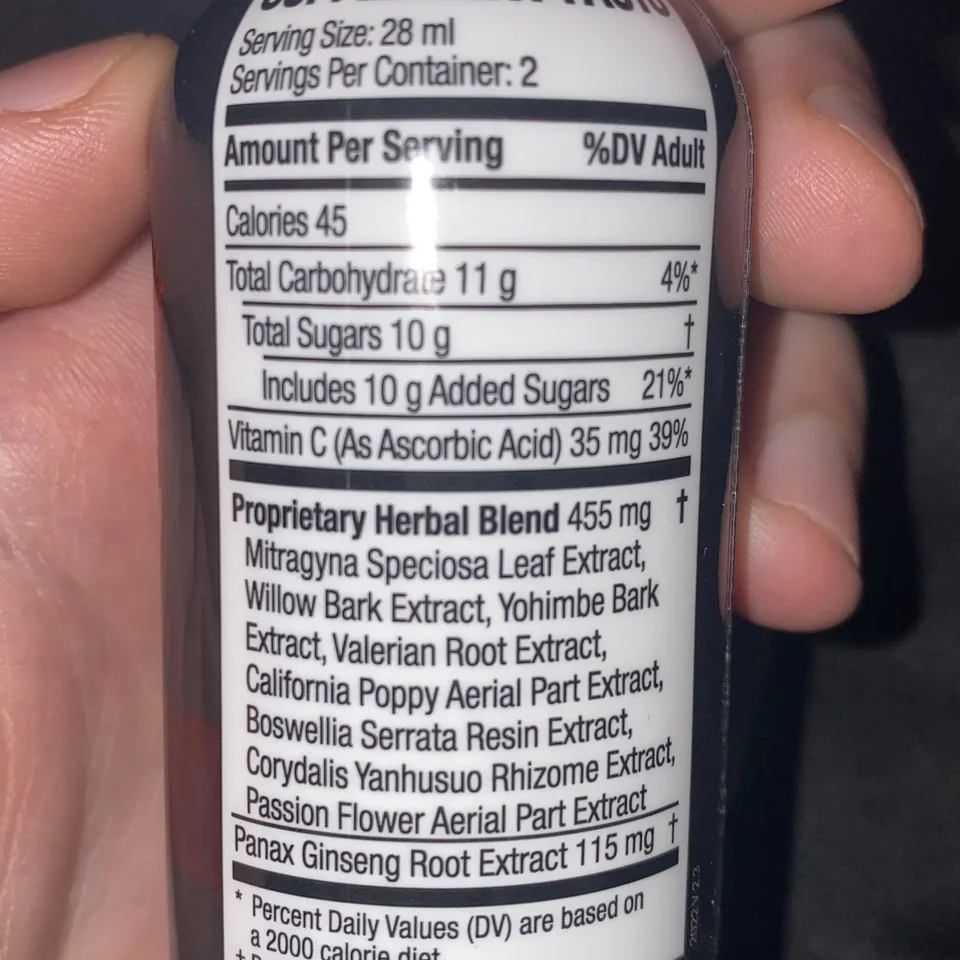 Serving Size: 28 ml
Servings Per Container: 2
Amount Per Serving %DV Adult
Calories 45
Total Carbohydrate 11 g 4%*
Total Sugars 10 g †
Includes 10 g Added Sugars 21%*
Vitamin C (As Ascorbic Acid) 35 mg 39%
Proprietary Herbal Blend 455 mg †
Mitragyna Speciosa Leaf Extract,
Willow Bark Extract, Yohimbe Bark
Extract, Valerian Root Extract,
California Poppy Aerial Part Extract,
Boswellia Serrata Resin Extract,
Corydalis Yanhusuo Rhizome Extract,
Passion Flower Aerial Part Extract
Panax Ginseng Root Extract 115 mg †
* Percent Daily Values (DV) are based on
a 2000 calorie diet